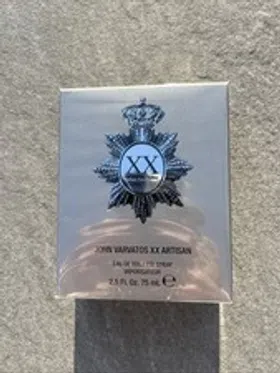 XX
JOHN VARVATOS XX ARTISAN
EAU DE TOILETTE SPRAY
VAPORISATEUR
2.5 Fl. Oz. 75 ml ℮